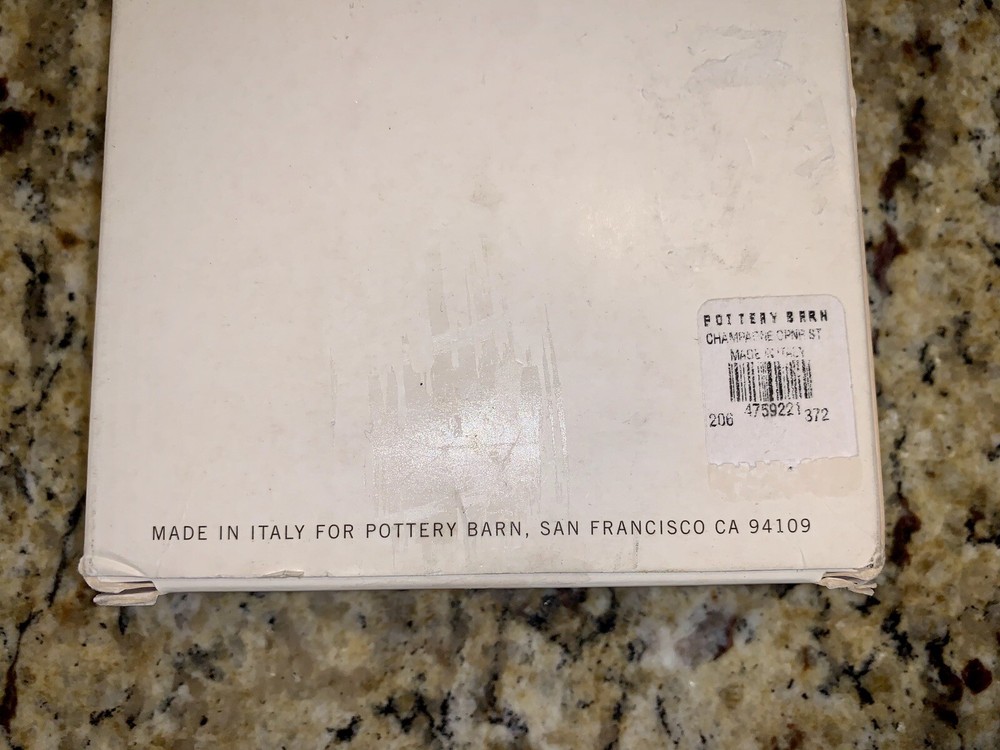 POTTERY BARN
CHAMPAGNE OPNR ST
MADE IN ITALY
206 4759221 372
MADE IN ITALY FOR POTTERY BARN, SAN FRANCISCO CA 94109